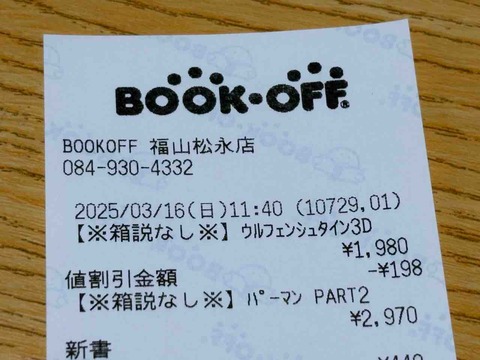 BOOK・OFF®
BOOKOFF 福山松永店
084-930-4332
2025/03/16(日)11:40 (10729,01)
【※箱説なし※】ウルフェンシュタイン3D
¥1,980
値割引金額 -¥198
【※箱説なし※】パーマン PART2
¥2,970
新書